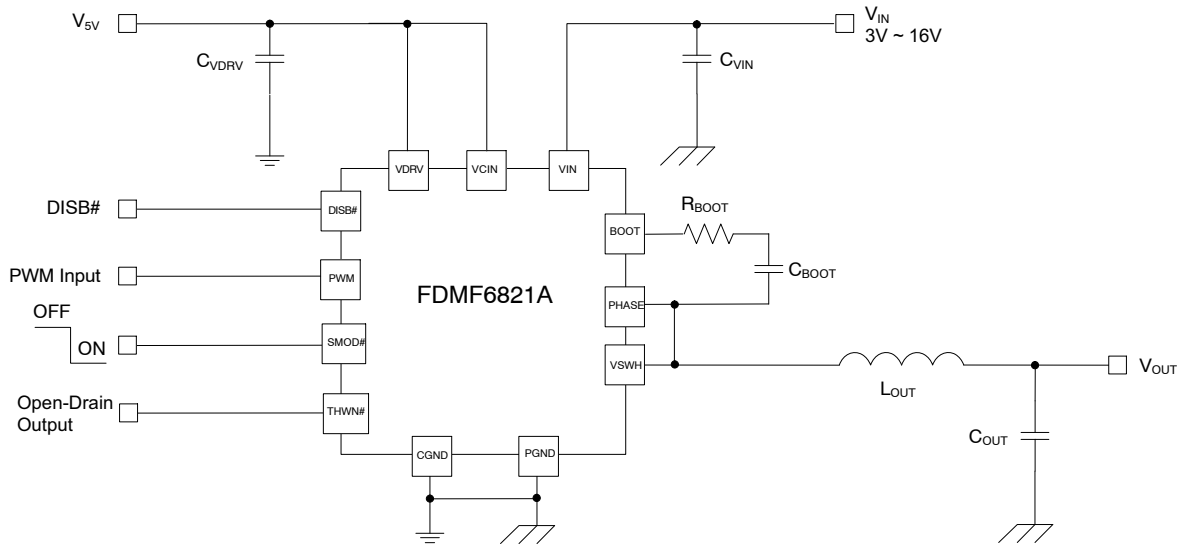 V5V
CVDRV
CVIN
VIN
3V ~ 16V
VDRV
VCIN
VIN
DISB#
DISB#
BOOT
RBOOT
CBOOT
PWM Input
PWM
FDMF6821A
PHASE
OFF
ON
SMOD#
VSWH
LOUT
VOUT
Open-Drain
Output
THWN#
COUT
CGND
PGND